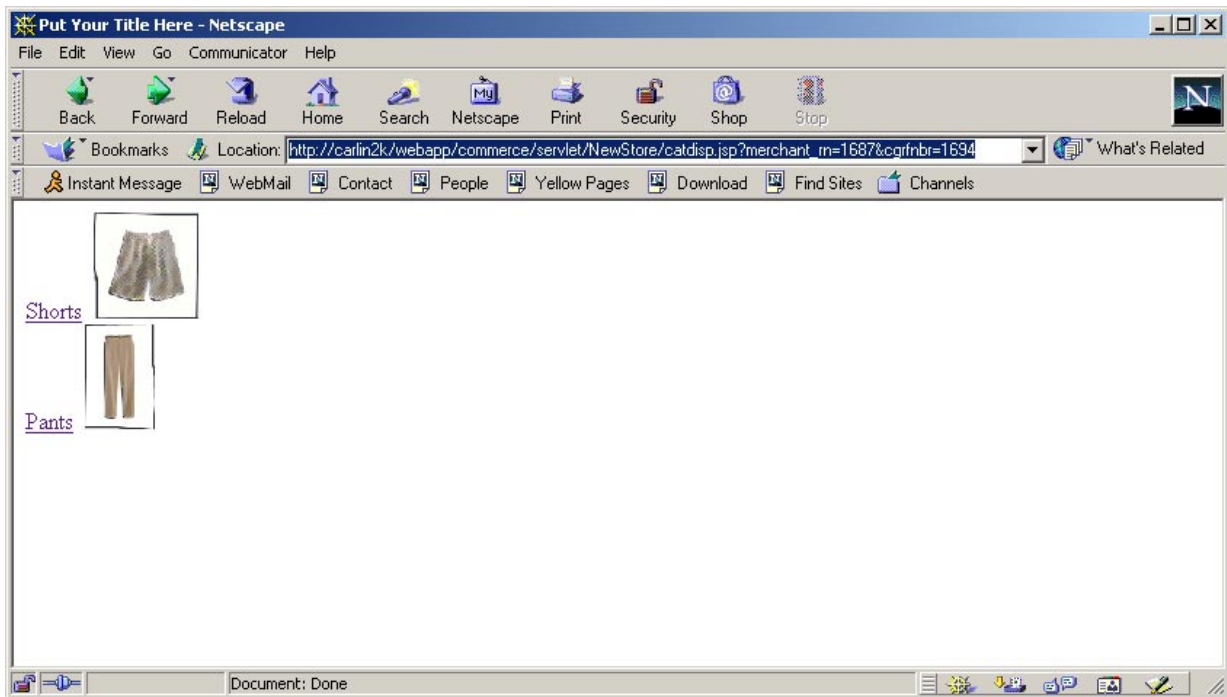 Put Your Title Here - Netscape
File Edit View Go Communicator Help
My
N
Back Forward Reload Home Search Netscape Print Security Shop Stop
Bookmarks Location: http://carlin2k/webapp/commerce/servlet/NewStore/catdisp.jsp?merchant_rn=1687&cgrfnbr=1694 What's Related
Instant Message WebMail Contact People Yellow Pages Download Find Sites Channels
Shorts
Pants
Document: Done